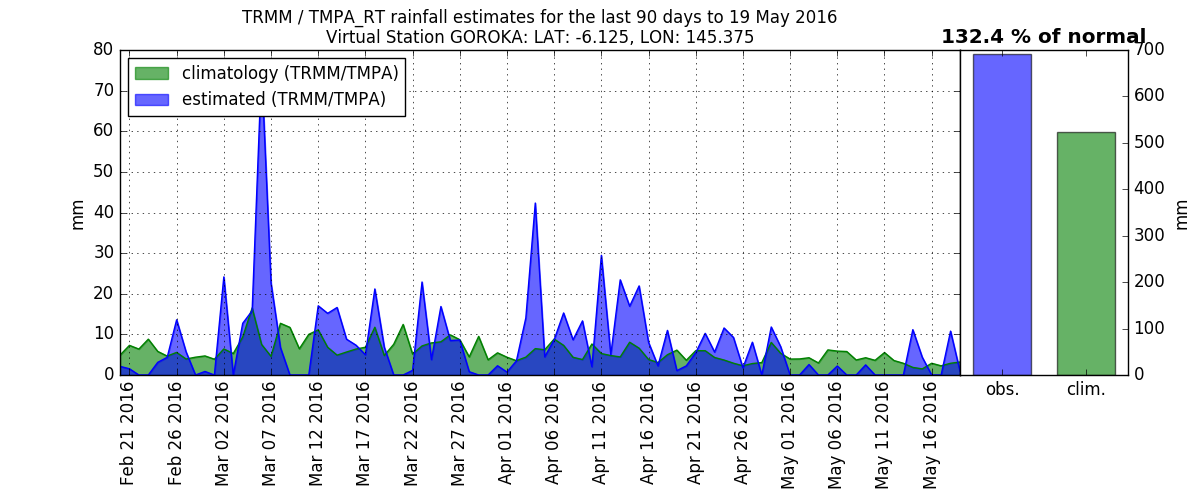 TRMM / TMPA_RT rainfall estimates for the last 90 days to 19 May 2016
Virtual Station GOROKA: LAT: -6.125, LON: 145.375
132.4 % of normal
climatology (TRMM/TMPA)
estimated (TRMM/TMPA)
mm
80
70
60
50
40
30
20
10
0
Feb 21 2016
Feb 26 2016
Mar 02 2016
Mar 07 2016
Mar 12 2016
Mar 17 2016
Mar 22 2016
Mar 27 2016
Apr 01 2016
Apr 06 2016
Apr 11 2016
Apr 16 2016
Apr 21 2016
Apr 26 2016
May 01 2016
May 06 2016
May 11 2016
May 16 2016
obs.
clim.
700
600
500
400
300
200
100
0
mm